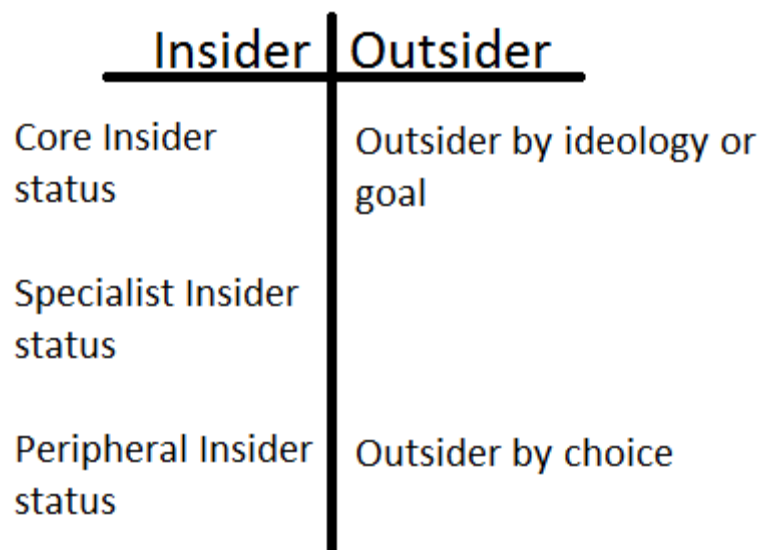 Insider Outsider
Core Insider
status
Outsider by ideology or
goal
Specialist Insider
status
Peripheral Insider
status
Outsider by choice